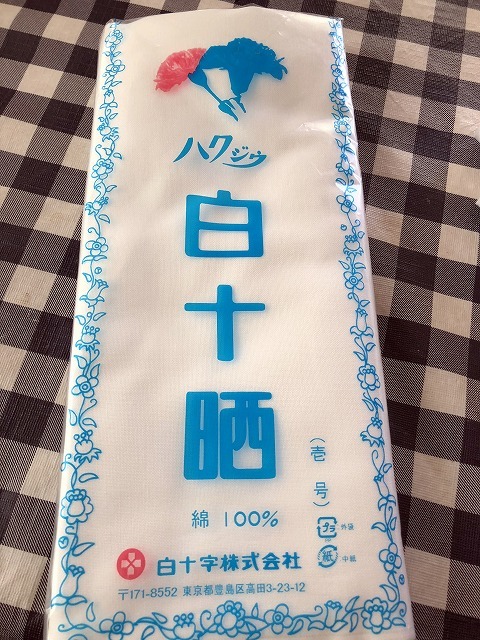 ハクジウ
白
十
晒
(壱号)
綿 100%
プラ 外袋
紙 中紙
白十字株式会社
〒171-8552 東京都豊島区高田3-23-12